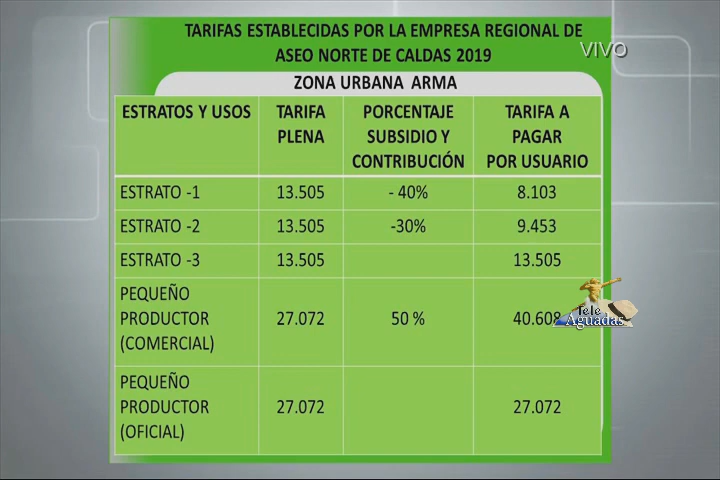 TARIFAS ESTABLECIDAS POR LA EMPRESA REGIONAL DE
ASEO NORTE DE CALDAS 2019
VIVO
ZONA URBANA ARMA
ESTRATOS Y USOS
TARIFA
PLENA
PORCENTAJE
SUBSIDIO Y
CONTRIBUCIÓN
TARIFA A
PAGAR
POR USUARIO
ESTRATO -1 13.505 - 40% 8.103
ESTRATO -2 13.505 -30% 9.453
ESTRATO -3 13.505 13.505
PEQUEÑO
PRODUCTOR
(COMERCIAL)
27.072 50 % 40.608
Tele
Aguadas
PEQUEÑO
PRODUCTOR
(OFICIAL)
27.072 27.072